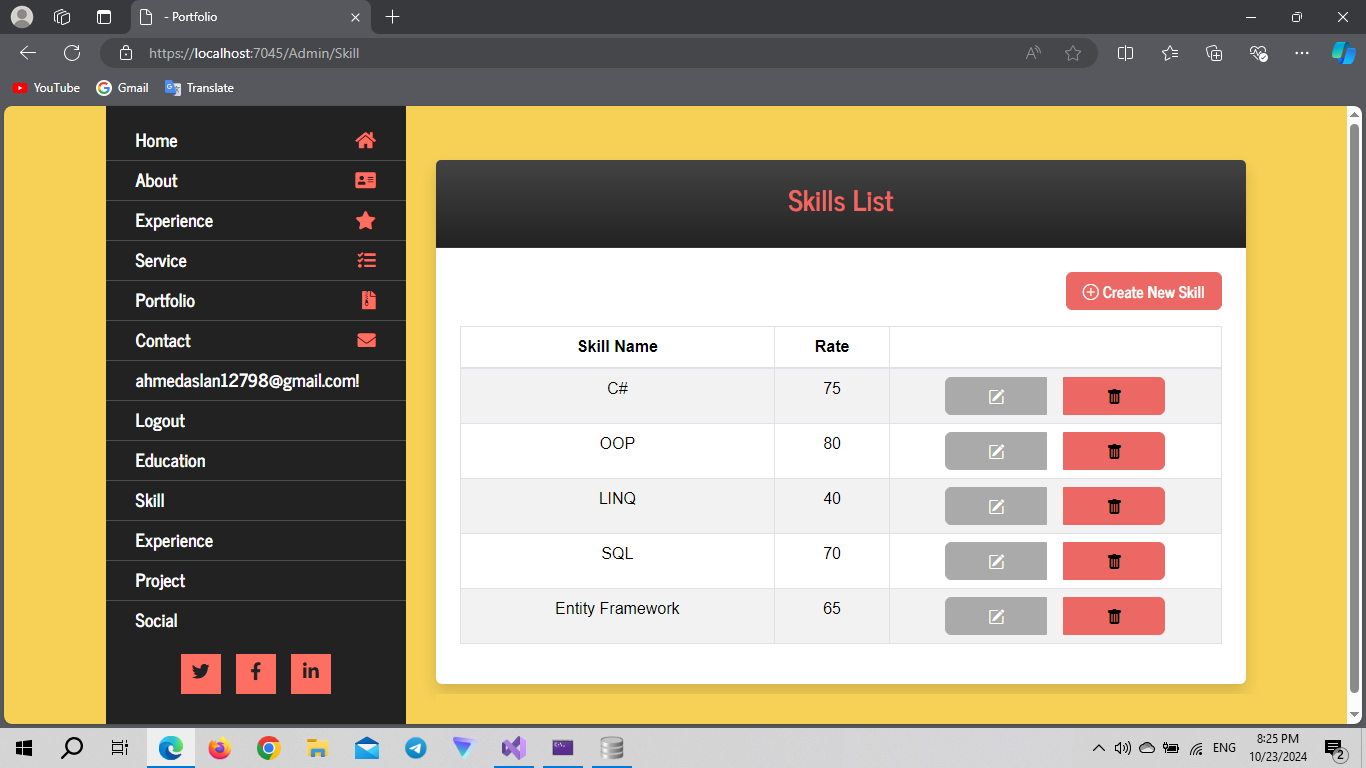 - Portfolio
https://localhost:7045/Admin/Skill
YouTube
Gmail
Translate
Home
About
Experience
Service
Portfolio
Contact
ahmedaslan12798@gmail.com!
Logout
Education
Skill
Experience
Project
Social
Skills List
Create New Skill
Skill Name Rate
C# 75
OOP 80
LINQ 40
SQL 70
Entity Framework 65
ENG
8:25 PM
10/23/2024
2